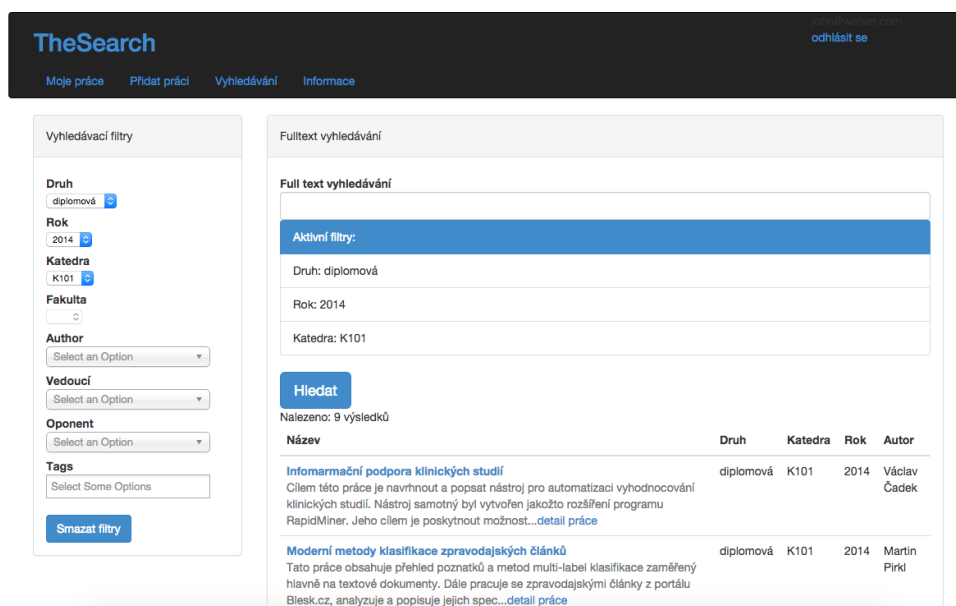 john@walker.com
TheSearch
odhlásit se
Moje práce Přidat práci Vyhledávání Informace
Vyhledávací filtry
Druh
diplomová
Rok
2014
Katedra
K101
Fakulta
Author
Select an Option
Vedoucí
Select an Option
Oponent
Select an Option
Tags
Select Some Options
Smazat filtry
Fulltext vyhledávání
Full text vyhledávání
Aktivní filtry:
Druh: diplomová
Rok: 2014
Katedra: K101
Hledat
Nalezeno: 9 výsledků
Název Druh Katedra Rok Autor
Infomarmační podpora klinických studií diplomová K101 2014 Václav
Cílem této práce je navrhnout a popsat nástroj pro automatizaci vyhodnocování Čadek
klinických studií. Nástroj samotný byl vytvořen jakožto rozšíření programu
RapidMiner. Jeho cílem je poskytnout možnost...detail práce
Moderní metody klasifikace zpravodajských článků diplomová K101 2014 Martin
Tato práce obsahuje přehled poznatků a metod multi-label klasifikace zaměřený Pirkl
hlavně na textové dokumenty. Dále pracuje se zpravodajskými články z portálu
Blesk.cz, analyzuje a popisuje jejich spec...detail práce